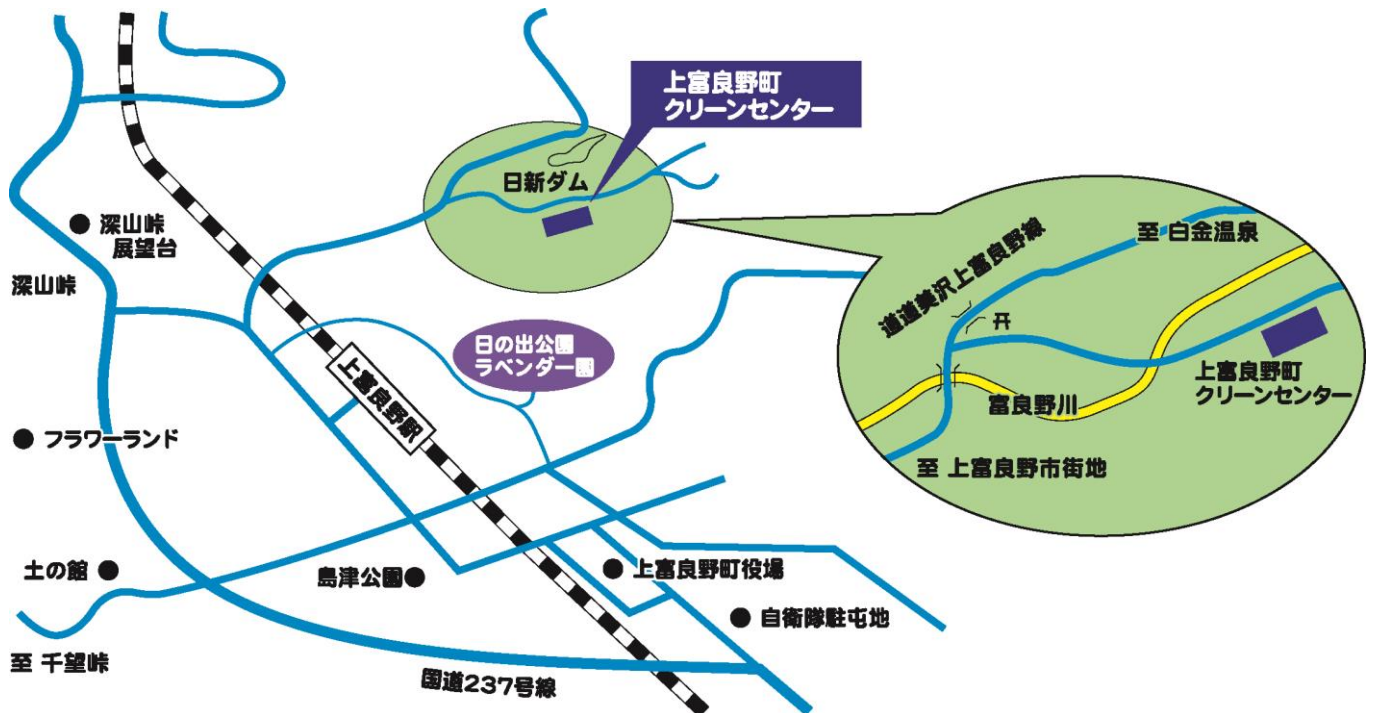 上富良野町
クリーンセンター
日新ダム
深山峠
展望台
深山峠
日の出公園
ラベンダー園
上富良野駅
フラワーランド
土の館
島津公園
上富良野町役場
自衛隊駐屯地
至 千望峠
国道237号線
至 白金温泉
道道美沢上富良野線
上富良野町
クリーンセンター
富良野川
至 上富良野市街地